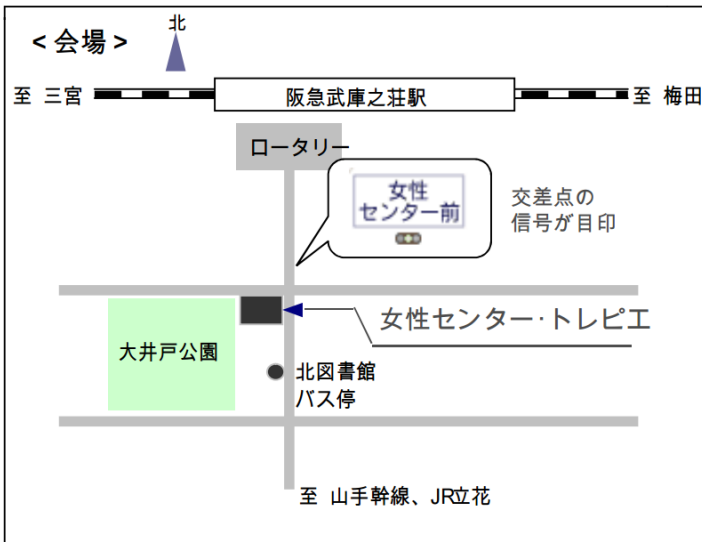 <会場>
北
至 三宮
阪急武庫之荘駅
至 梅田
ロータリー
女性
センター前
交差点の
信号が目印
女性センター・トレピエ
大井戸公園
北図書館
バス停
至 山手幹線、JR立花